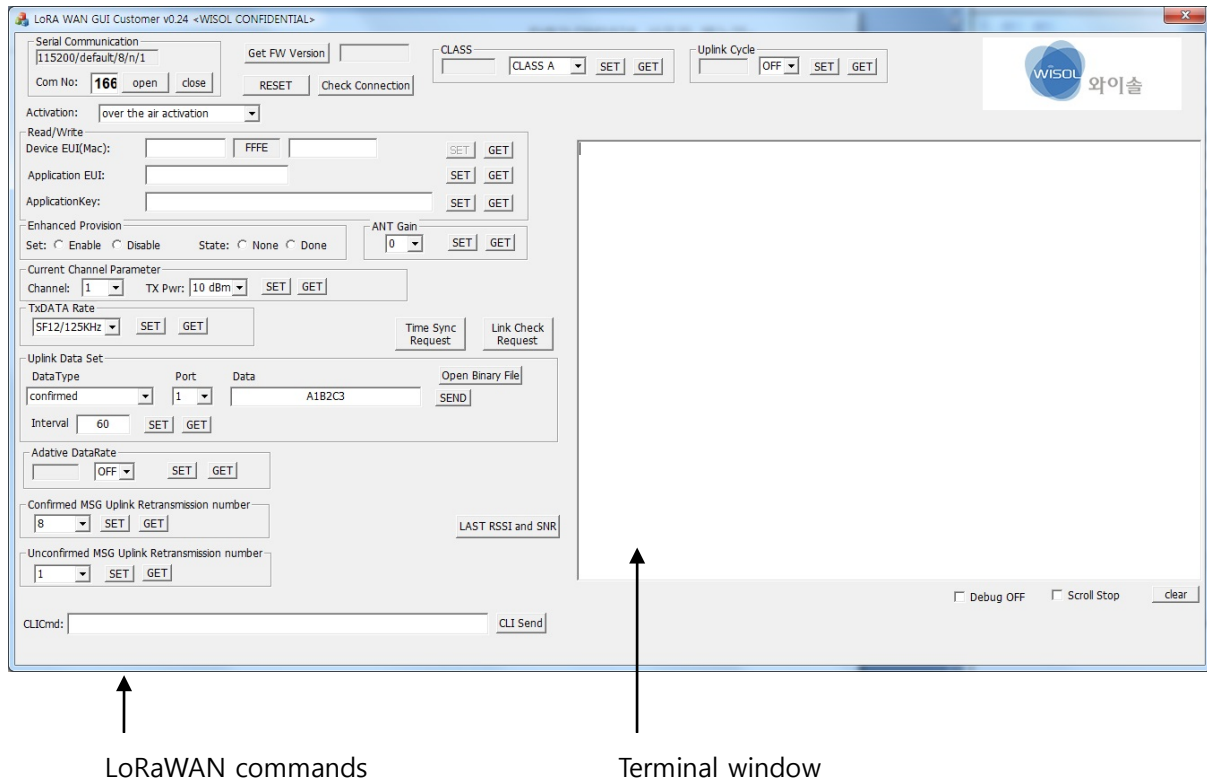 LoRA WAN GUI Customer v0.24 <WISOL CONFIDENTIAL>
Serial Communication
115200/default/8/n/1
Com No: 166 open close
Get FW Version
RESET Check Connection
CLASS
CLASS A SET GET
Uplink Cycle
OFF SET GET
wisol 와이솔
Activation: over the air activation
Read/Write
Device EUI(Mac): FFFE SET GET
Application EUI: SET GET
ApplicationKey: SET GET
Enhanced Provision
Set: Enable Disable State: None Done
ANT Gain
0 SET GET
Current Channel Parameter
Channel: 1 TX Pwr: 10 dBm SET GET
TxDATA Rate
SF12/125KHz SET GET
Time Sync
Request
Link Check
Request
Uplink Data Set
DataType Port Data Open Binary File
confirmed 1 A1B2C3 SEND
Interval 60 SET GET
Adative DataRate
OFF SET GET
Confirmed MSG Uplink Retransmission number
8 SET GET
LAST RSSI and SNR
Unconfirmed MSG Uplink Retransmission number
1 SET GET
Debug OFF Scroll Stop clear
CLICmd: CLI Send
LoRaWAN commands
Terminal window